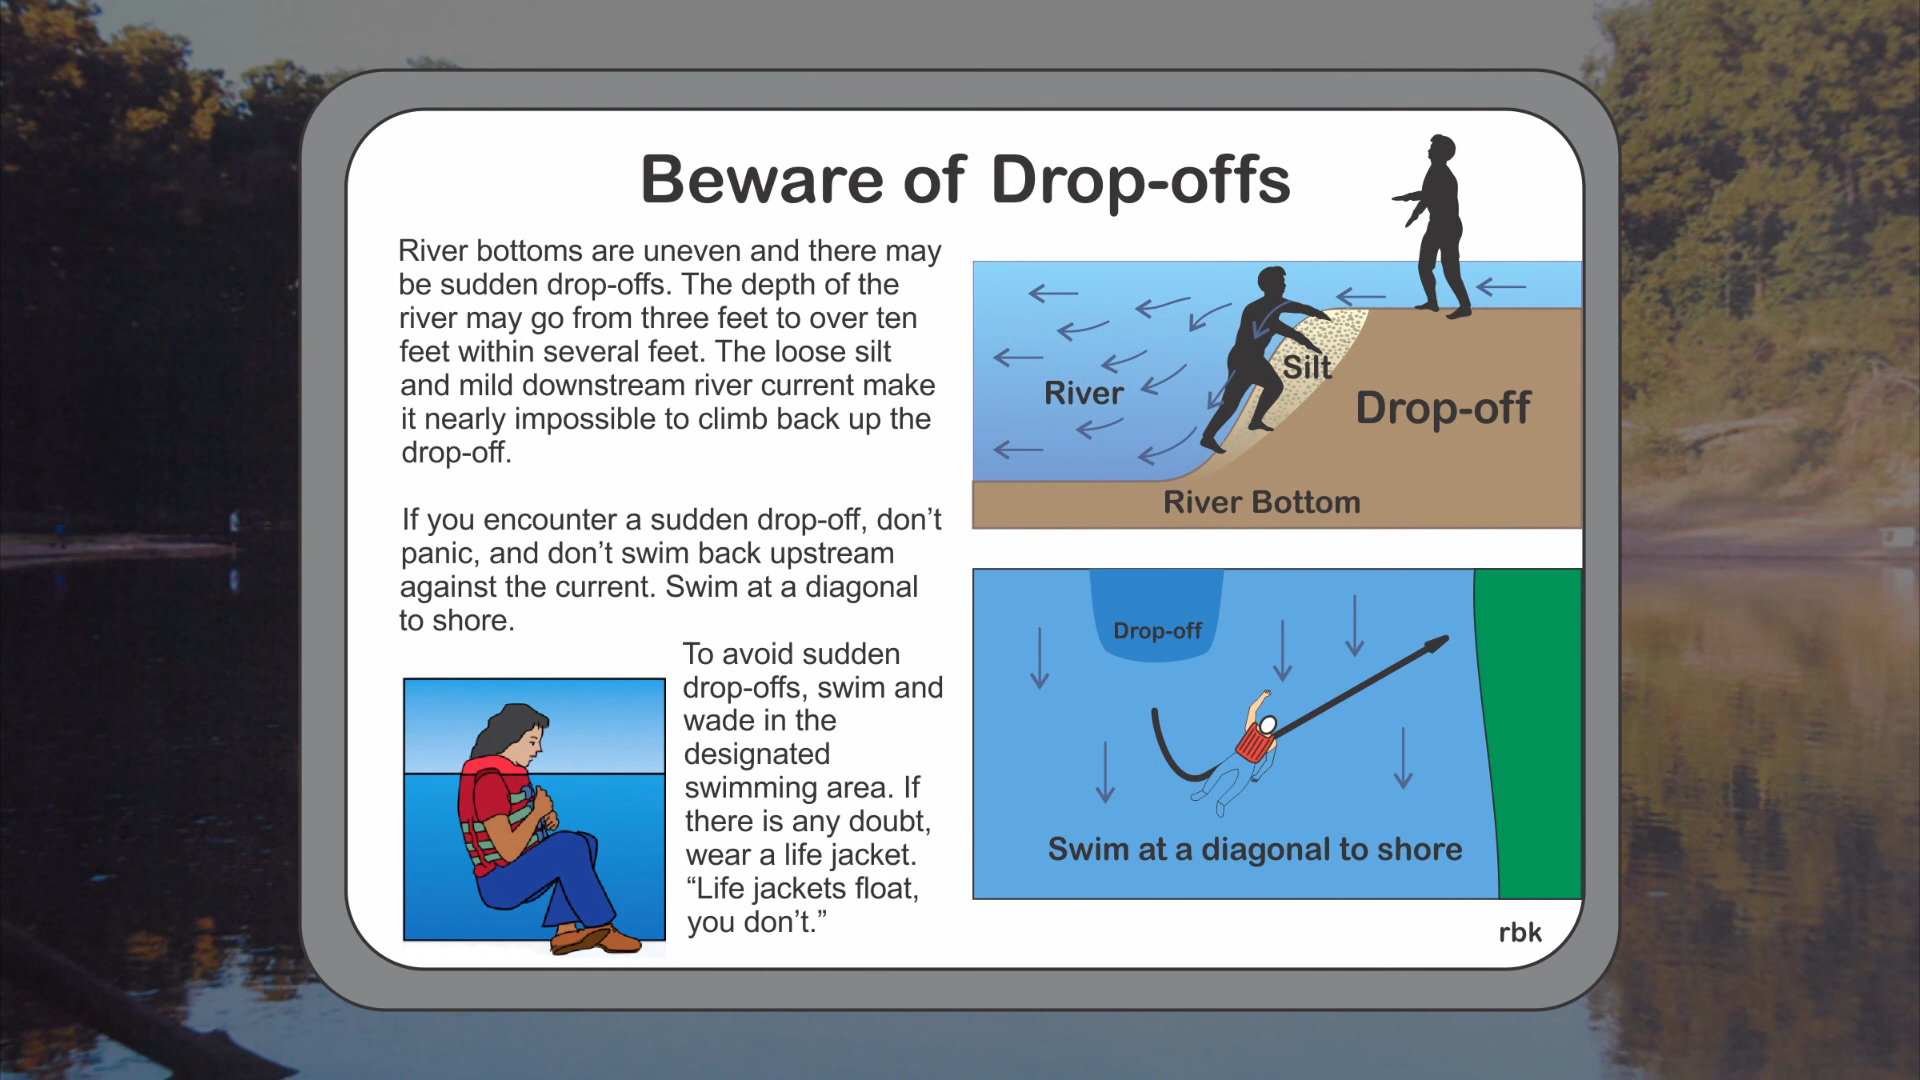 Beware of Drop-offs
River bottoms are uneven and there may
be sudden drop-offs. The depth of the
river may go from three feet to over ten
feet within several feet. The loose silt
and mild downstream river current make
it nearly impossible to climb back up the
drop-off.
If you encounter a sudden drop-off, don’t
panic, and don’t swim back upstream
against the current. Swim at a diagonal
to shore.
To avoid sudden
drop-offs, swim and
wade in the
designated
swimming area. If
there is any doubt,
wear a life jacket.
“Life jackets float,
you don’t.”
Silt
River
Drop-off
River Bottom
Drop-off
Swim at a diagonal to shore
rbk